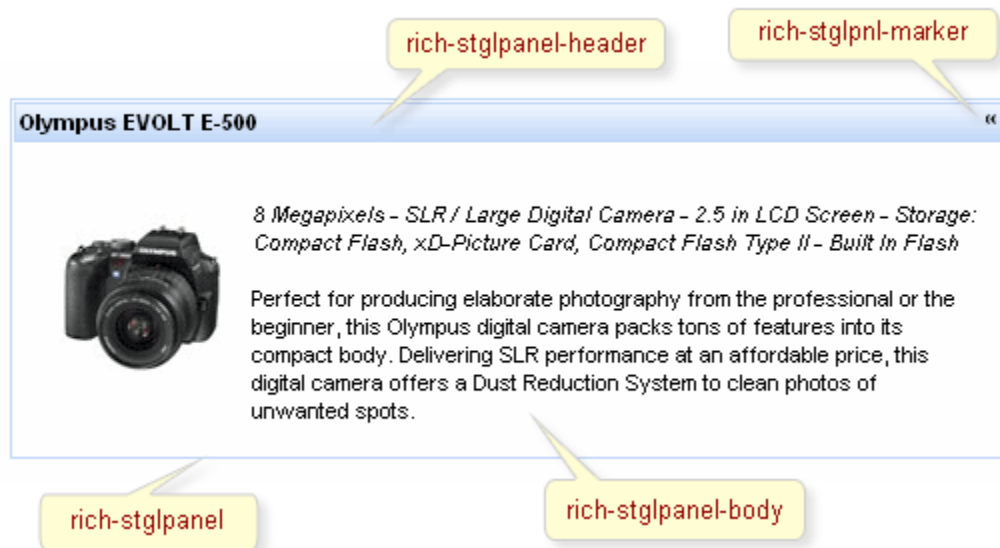 rich-stglpanel-header
rich-stglpnl-marker
Olympus EVOLT E-500
«
8 Megapixels - SLR / Large Digital Camera - 2.5 in LCD Screen - Storage:
Compact Flash, xD-Picture Card, Compact Flash Type II - Built In Flash
Perfect for producing elaborate photography from the professional or the
beginner, this Olympus digital camera packs tons of features into its
compact body. Delivering SLR performance at an affordable price, this
digital camera offers a Dust Reduction System to clean photos of
unwanted spots.
rich-stglpanel
rich-stglpanel-body